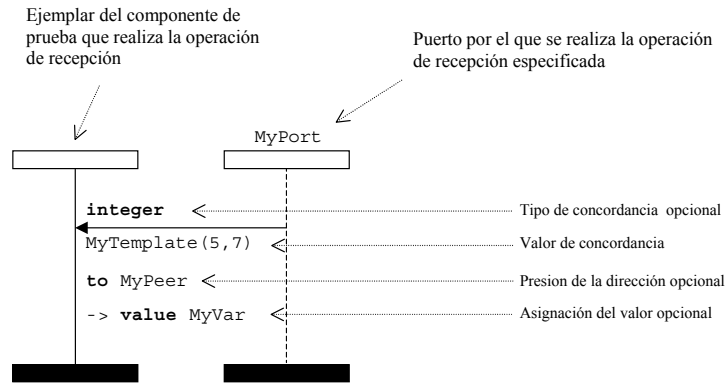 Ejemplar del componente de
prueba que realiza la operación
de recepción
Puerto por el que se realiza la operación
de recepción especificada
MyPort
integer
Tipo de concordancia opcional
MyTemplate(5,7)
Valor de concordancia
to MyPeer
Presion de la dirección opcional
-> value MyVar
Asignación del valor opcional